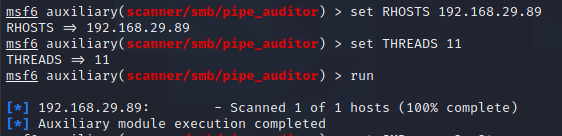 msf6 auxiliary(scanner/smb/pipe_auditor) > set RHOSTS 192.168.29.89
RHOSTS => 192.168.29.89
msf6 auxiliary(scanner/smb/pipe_auditor) > set THREADS 11
THREADS => 11
msf6 auxiliary(scanner/smb/pipe_auditor) > run
[*] 192.168.29.89:        - Scanned 1 of 1 hosts (100% complete)
[*] Auxiliary module execution completed